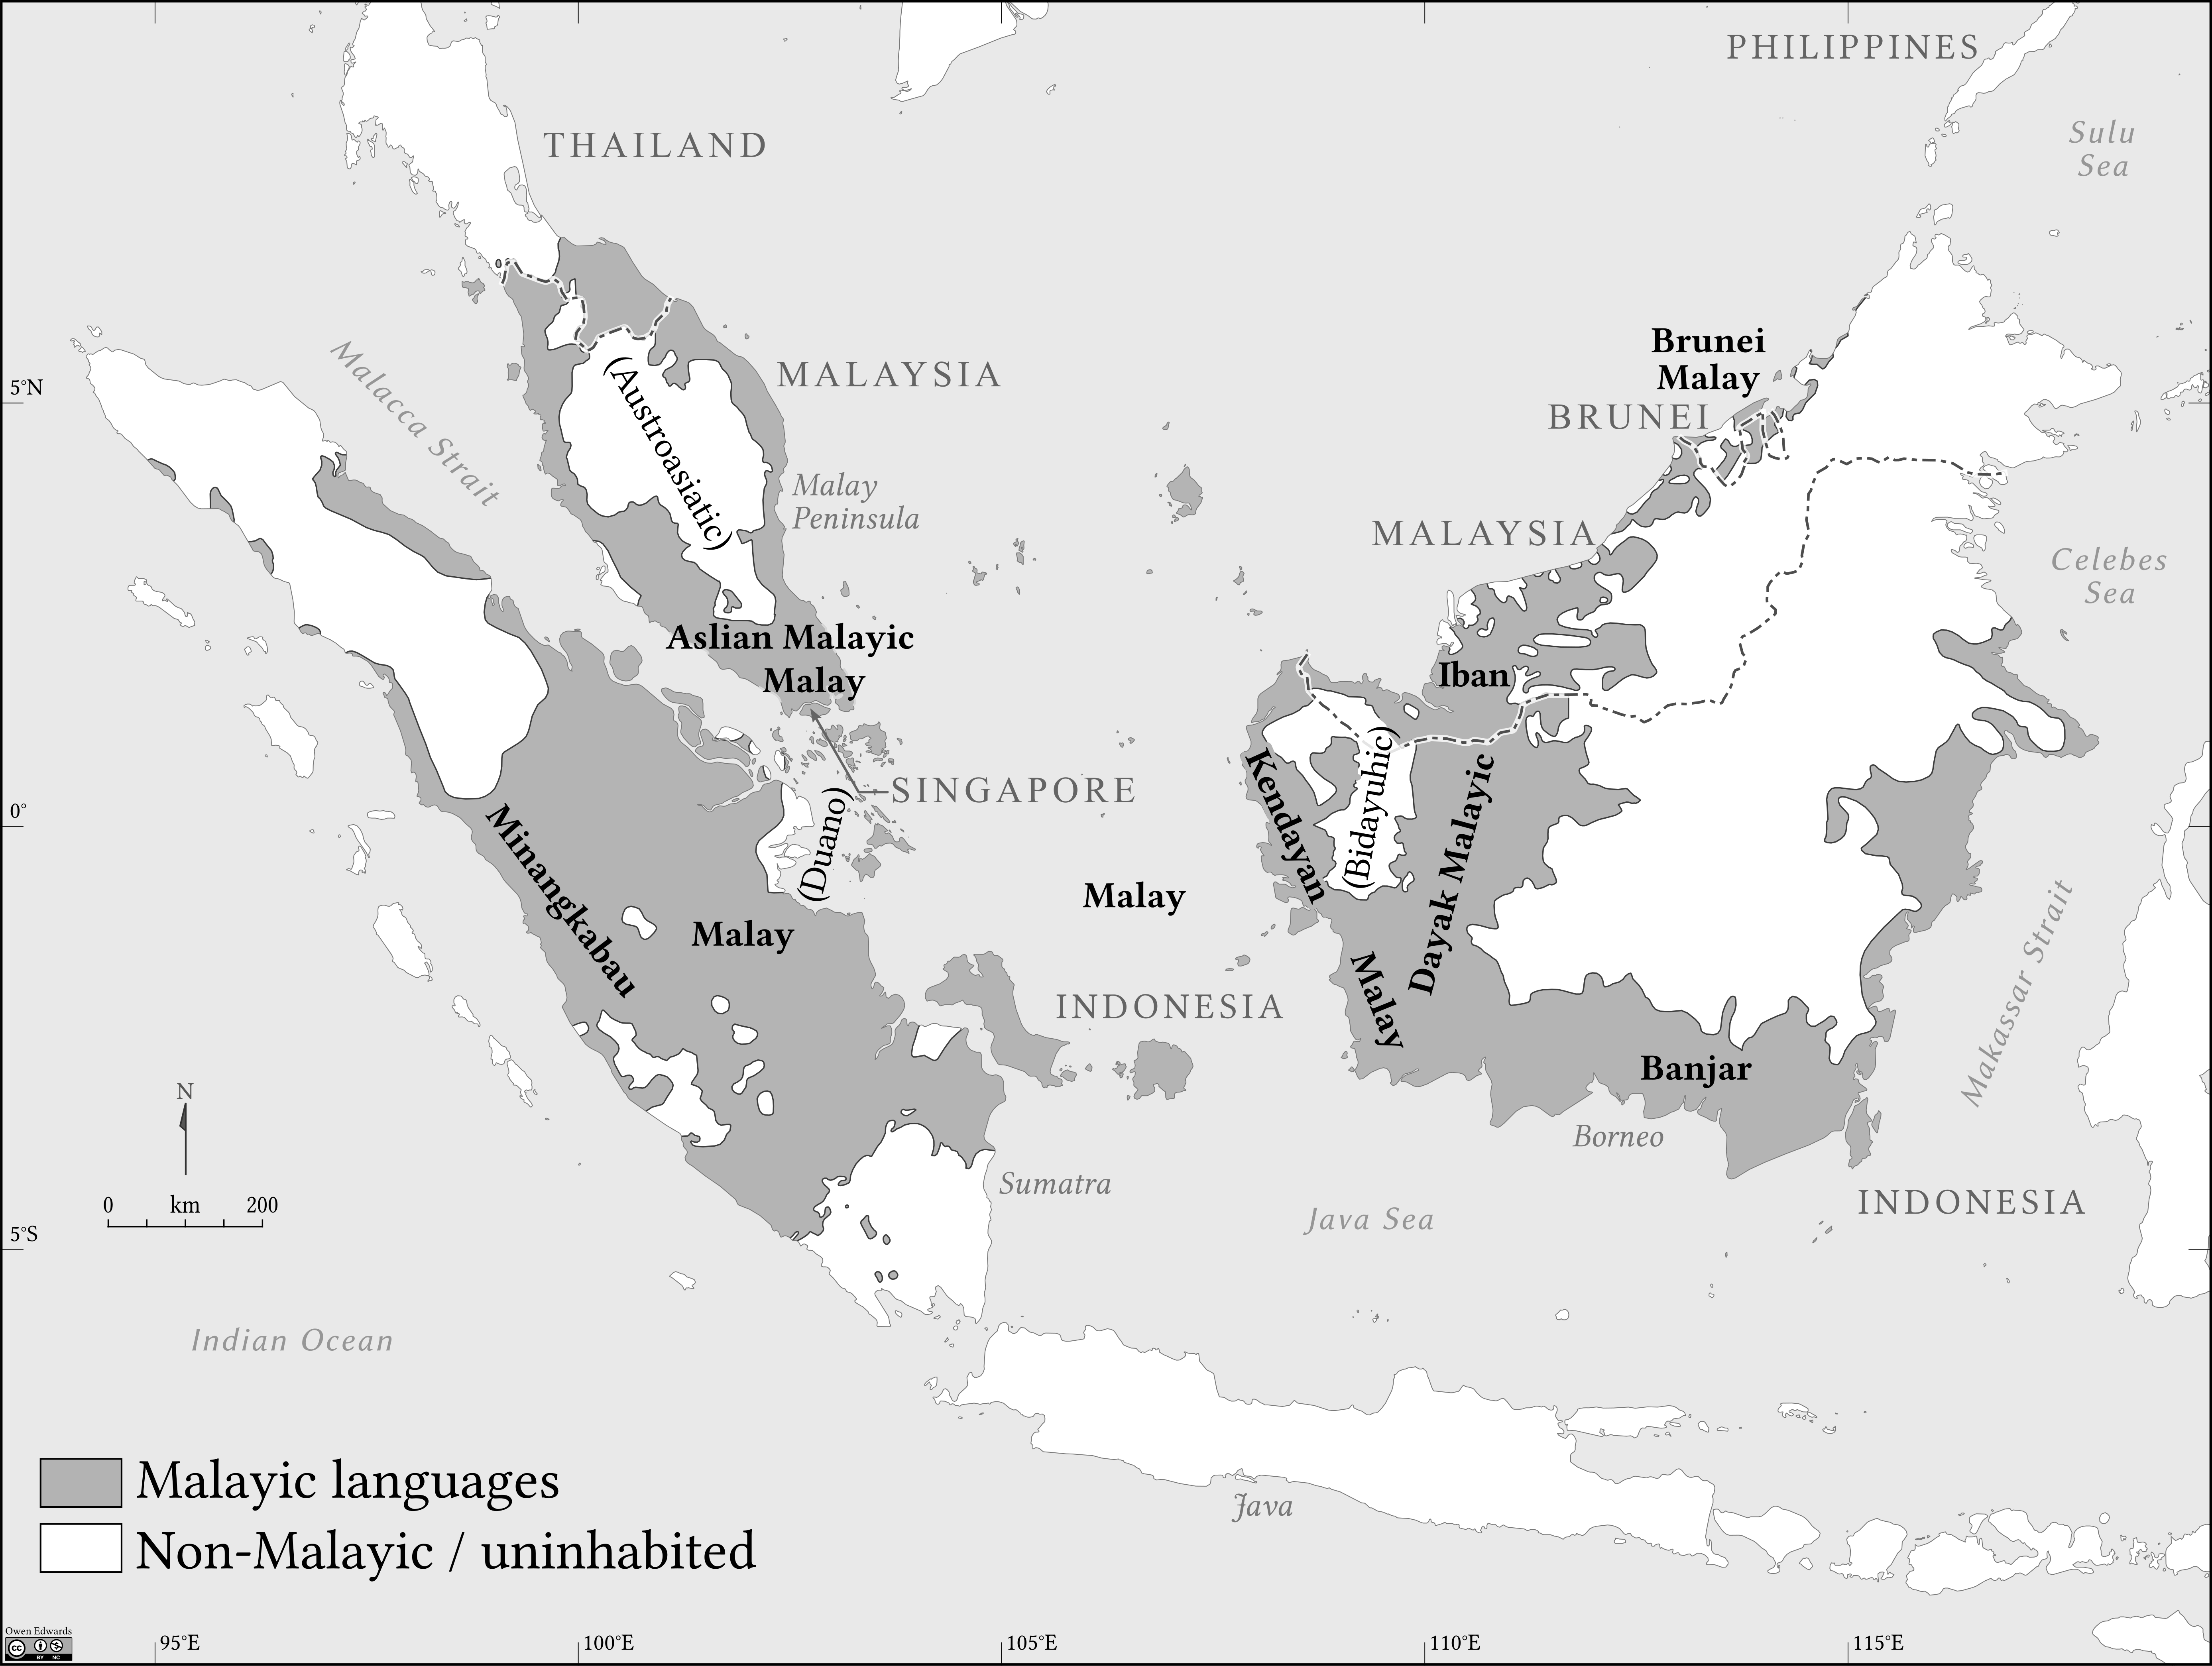 PHILIPPINES
Sulu
Sea
THAILAND
Brunei
Malay
Malacca Strait
MALAYSIA
(Austroasiatic)
5°N
BRUNEI
Malay
Peninsula
MALAYSIA
Celebes
Sea
Aslian Malayic
Malay
Iban
SINGAPORE
0°
Minangkabau
(Duano)
Kendayan
(Bidayuhic)
Dayak Malayic
Malay
Malay
Malay
INDONESIA
Makassar Strait
Banjar
N
Borneo
0 km 200
Sumatra
INDONESIA
Java Sea
5°S
Indian Ocean
Malayic languages
Java
Non-Malayic / uninhabited
Owen Edwards
cc
BY NC
95°E
100°E
105°E
110°E
115°E